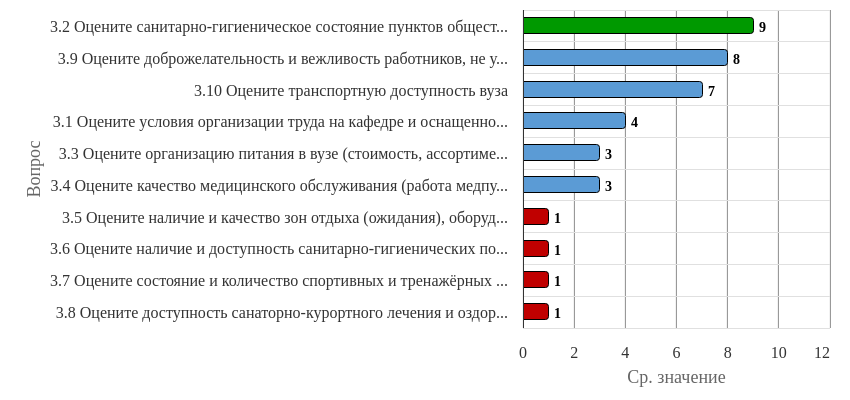 3.2 Оцените санитарно-гигиеническое состояние пунктов общест... 9
3.9 Оцените доброжелательность и вежливость работников, не у... 8
3.10 Оцените транспортную доступность вуза 7
3.1 Оцените условия организации труда на кафедре и оснащенно... 4
3.3 Оцените организацию питания в вузе (стоимость, ассортиме... 3
3.4 Оцените качество медицинского обслуживания (работа медпу... 3
3.5 Оцените наличие и качество зон отдыха (ожидания), оборуд... 1
3.6 Оцените наличие и доступность санитарно-гигиенических по... 1
3.7 Оцените состояние и количество спортивных и тренажёрных ... 1
3.8 Оцените доступность санаторно-курортного лечения и оздор... 1
Вопрос
0 2 4 6 8 10 12
Ср. значение